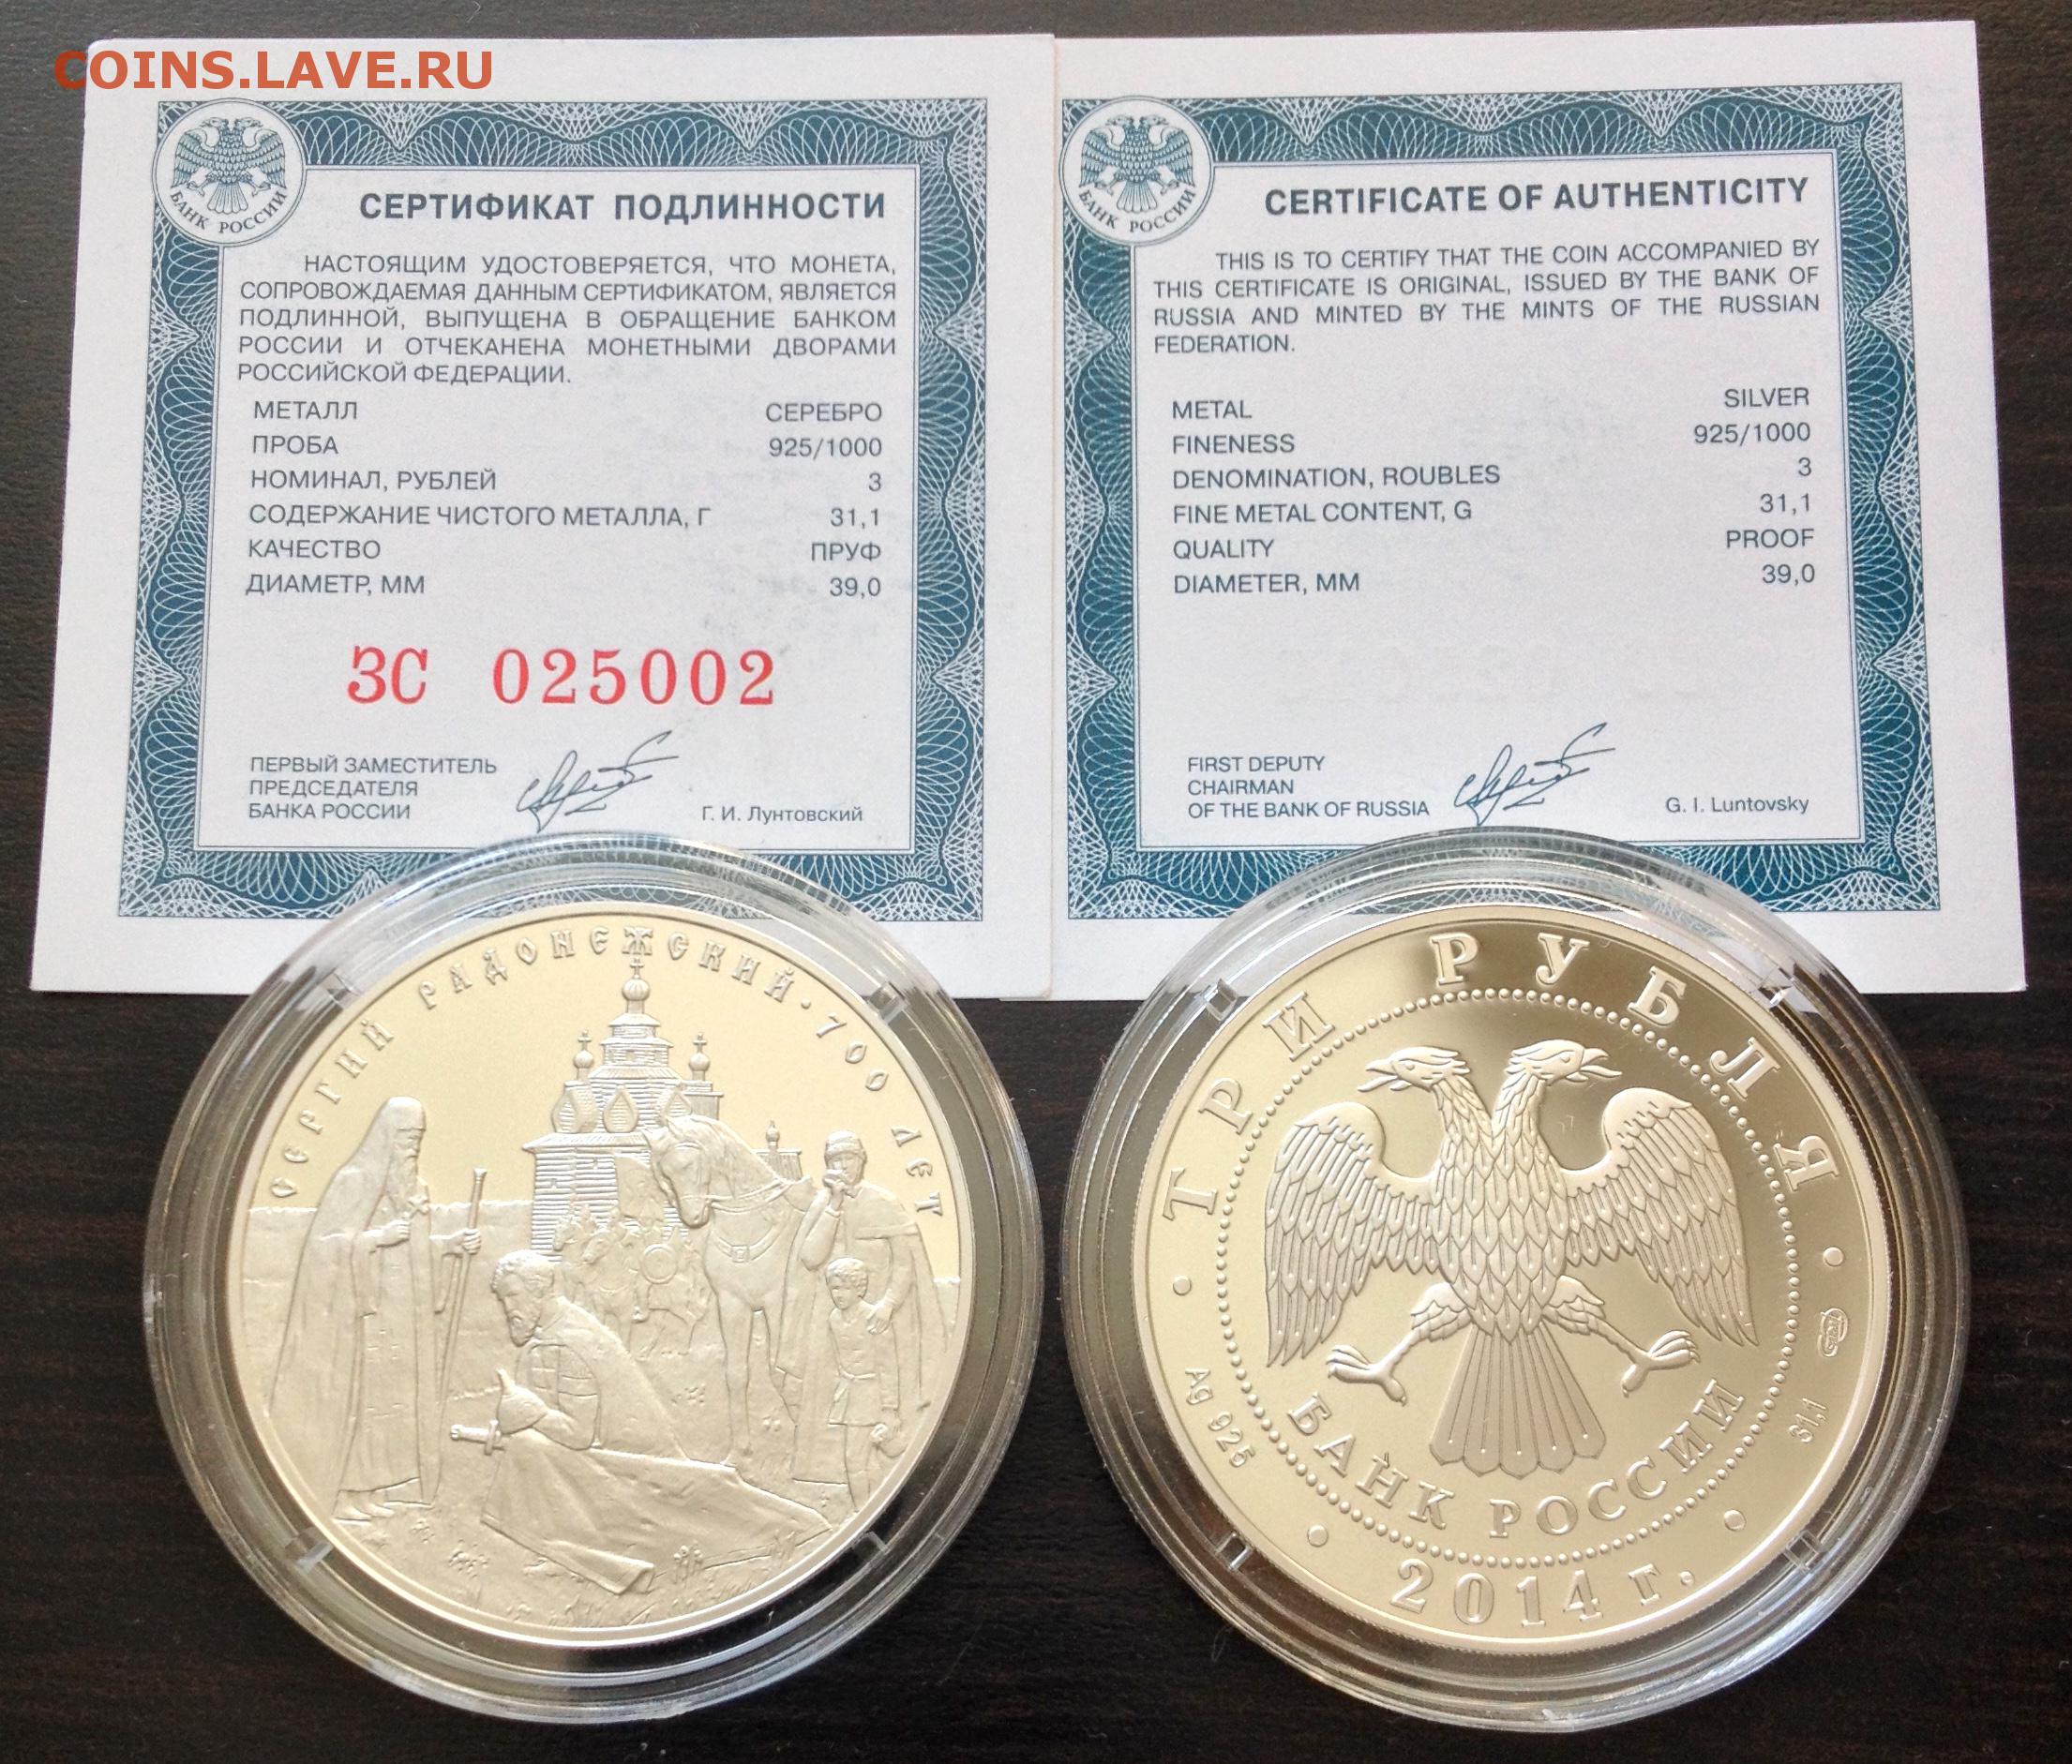 COINS.LAVE.RU
БАНК РОССИИ
СЕРТИФИКАТ ПОДЛИННОСТИ
НАСТОЯЩИМ УДОСТОВЕРЯЕТСЯ, ЧТО МОНЕТА,
СОПРОВОЖДАЕМАЯ ДАННЫМ СЕРТИФИКАТОМ, ЯВЛЯЕТСЯ
ПОДЛИННОЙ, ВЫПУЩЕНА В ОБРАЩЕНИЕ БАНКОМ
РОССИИ И ОТЧЕКАНЕНА МОНЕТНЫМИ ДВОРАМИ
РОССИЙСКОЙ ФЕДЕРАЦИИ.
МЕТАЛЛ СЕРЕБРО
ПРОБА 925/1000
НОМИНАЛ, РУБЛЕЙ 3
СОДЕРЖАНИЕ ЧИСТОГО МЕТАЛЛА, Г 31,1
КАЧЕСТВО ПРУФ
ДИАМЕТР, ММ 39,0
ЗС 025002
ПЕРВЫЙ ЗАМЕСТИТЕЛЬ
ПРЕДСЕДАТЕЛЯ
БАНКА РОССИИ Г. И. Лунтовский
БАНК РОССИИ
CERTIFICATE OF AUTHENTICITY
THIS IS TO CERTIFY THAT THE COIN ACCOMPANIED BY
THIS CERTIFICATE IS ORIGINAL, ISSUED BY THE BANK OF
RUSSIA AND MINTED BY THE MINTS OF THE RUSSIAN
FEDERATION.
METAL SILVER
FINENESS 925/1000
DENOMINATION, ROUBLES 3
FINE METAL CONTENT, G 31,1
QUALITY PROOF
DIAMETER, MM 39,0
FIRST DEPUTY
CHAIRMAN
OF THE BANK OF RUSSIA G. I. Luntovsky
СЕРГИЙ РАДОНЕЖСКИЙ · 700 ЛЕТ
ТРИ РУБЛЯ
Ag 925
31,1
БАНК РОССИИ
2014 г.